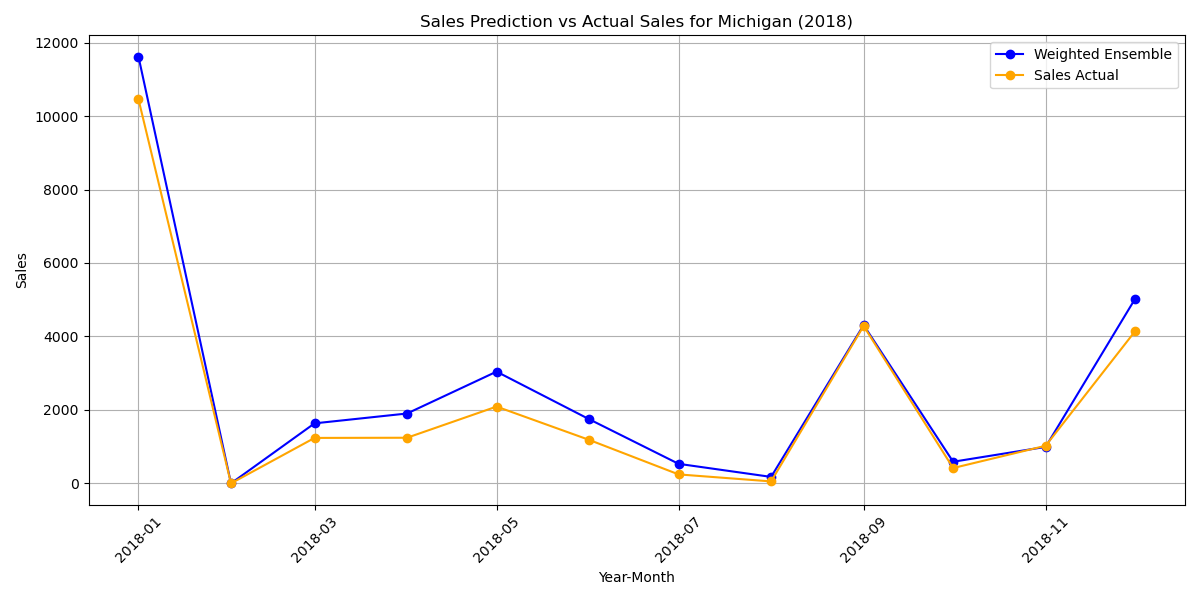 Sales Prediction vs Actual Sales for Michigan (2018)
Weighted Ensemble
Sales Actual
12000
10000
8000
6000
4000
2000
0
Sales
2018-01
2018-03
2018-05
2018-07
2018-09
2018-11
Year-Month